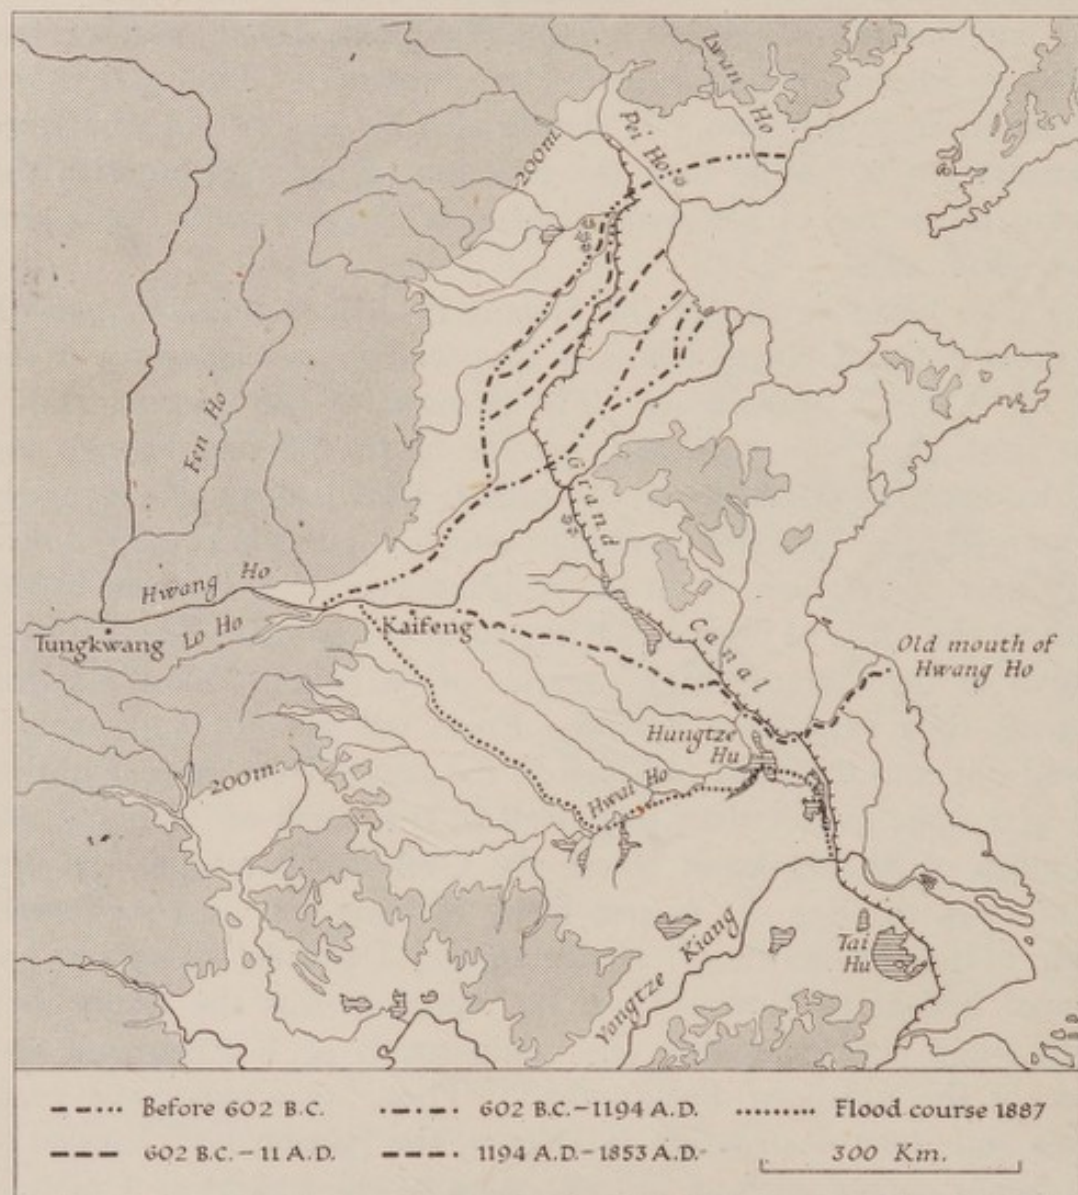 Lwan Ho
Pei Ho
200m.
Fen Ho
Grand Canal
Hwang Ho
Lo Ho
Tungkwang
Kaifeng
Old mouth of
Hwang Ho
Hungtze
Hu
200m.
Hwai Ho
Yangtze Kiang
Tai
Hu
Before 602 B.C.
602 B.C.-1194 A.D.
Flood course 1887
602 B.C.-11 A.D.
1194 A.D.-1853 A.D.
300 Km.